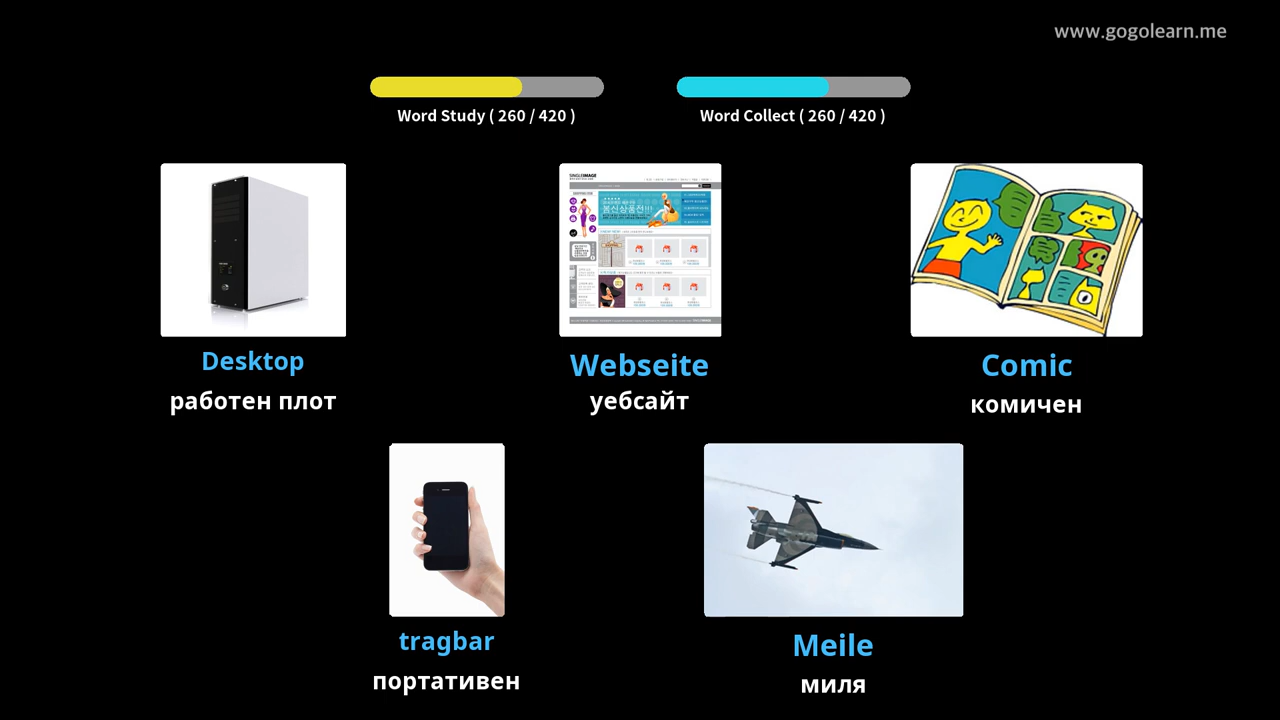 www.gogolearn.me
Word Study ( 260 / 420 )
Word Collect ( 260 / 420 )
Desktop
работен плот
Webseite
уебсайт
Comic
комичен
tragbar
портативен
Meile
миля